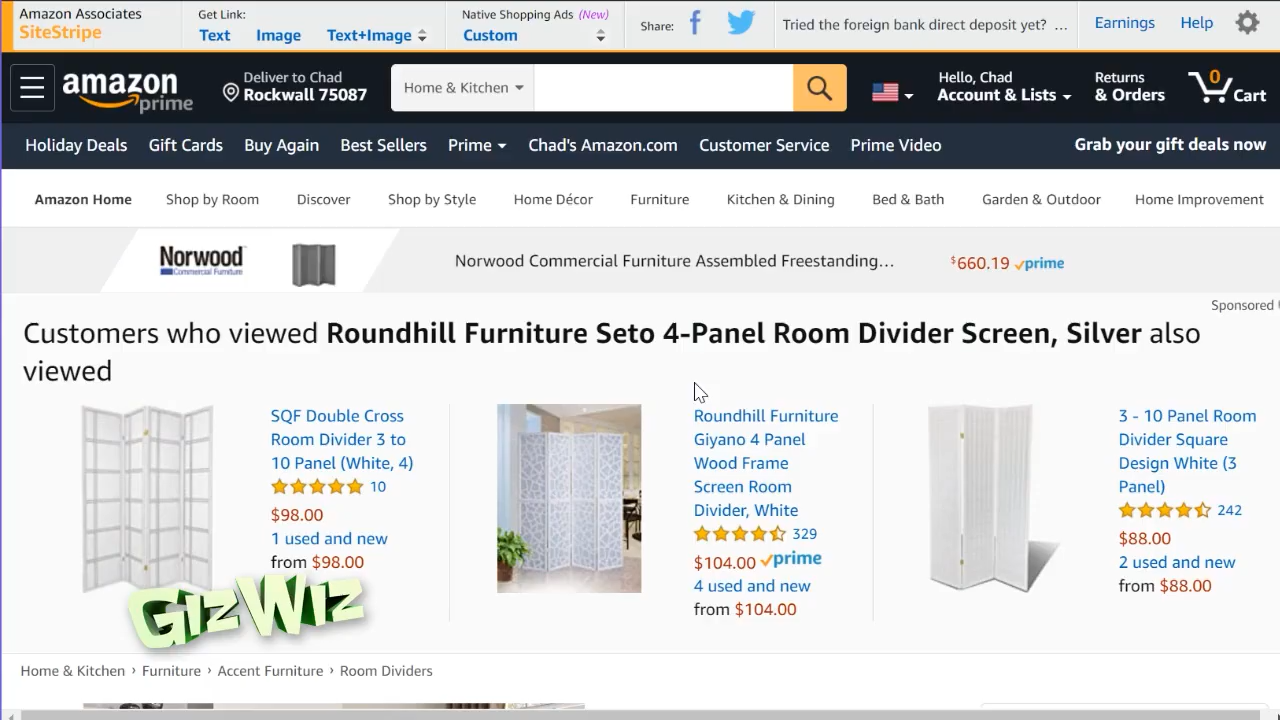 Amazon Associates
SiteStripe
Get Link:
Text Image Text+Image
Native Shopping Ads (New)
Custom
Share:
Tried the foreign bank direct deposit yet? ...
Earnings Help
amazon
prime
Deliver to Chad
Rockwall 75087
Home & Kitchen
Hello, Chad
Account & Lists
Returns
& Orders
0
Cart
Holiday Deals Gift Cards Buy Again Best Sellers Prime Chad's Amazon.com Customer Service Prime Video Grab your gift deals now
Amazon Home Shop by Room Discover Shop by Style Home Décor Furniture Kitchen & Dining Bed & Bath Garden & Outdoor Home Improvement
Norwood
Commercial Furniture
Norwood Commercial Furniture Assembled Freestanding... $660.19 prime
Sponsored
Customers who viewed Roundhill Furniture Seto 4-Panel Room Divider Screen, Silver also
viewed
SQF Double Cross
Room Divider 3 to
10 Panel (White, 4)
10
$98.00
1 used and new
from $98.00
Roundhill Furniture
Giyano 4 Panel
Wood Frame
Screen Room
Divider, White
329
$104.00 prime
4 used and new
from $104.00
3 - 10 Panel Room
Divider Square
Design White (3
Panel)
242
$88.00
2 used and new
from $88.00
GizWiz
Home & Kitchen › Furniture › Accent Furniture › Room Dividers